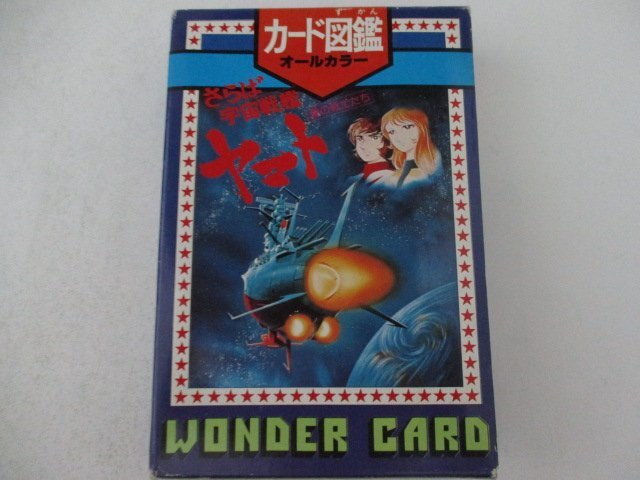 ずかん
カード図鑑
オールカラー
さらば
宇宙戦艦
愛の戦士たち
ヤマト
WONDER CARD